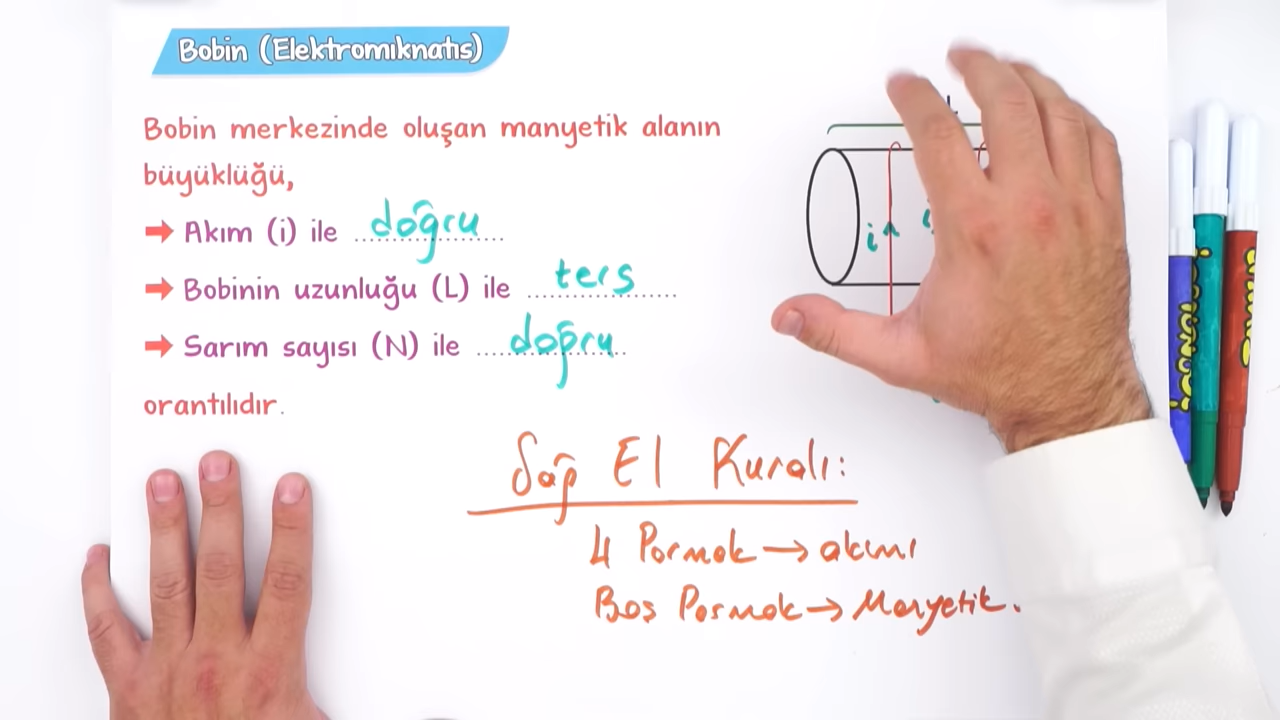 Bobin (Elektromıknatıs)
Bobin merkezinde oluşan manyetik alanın
büyüklüğü,
➡ Akım (i) ile doğru
➡ Bobinin uzunluğu (L) ile ters
➡ Sarım sayısı (N) ile doğru
orantılıdır.
i
Sağ El Kuralı:
4 Parmak → akımı
Baş Parmak → Manyetik.